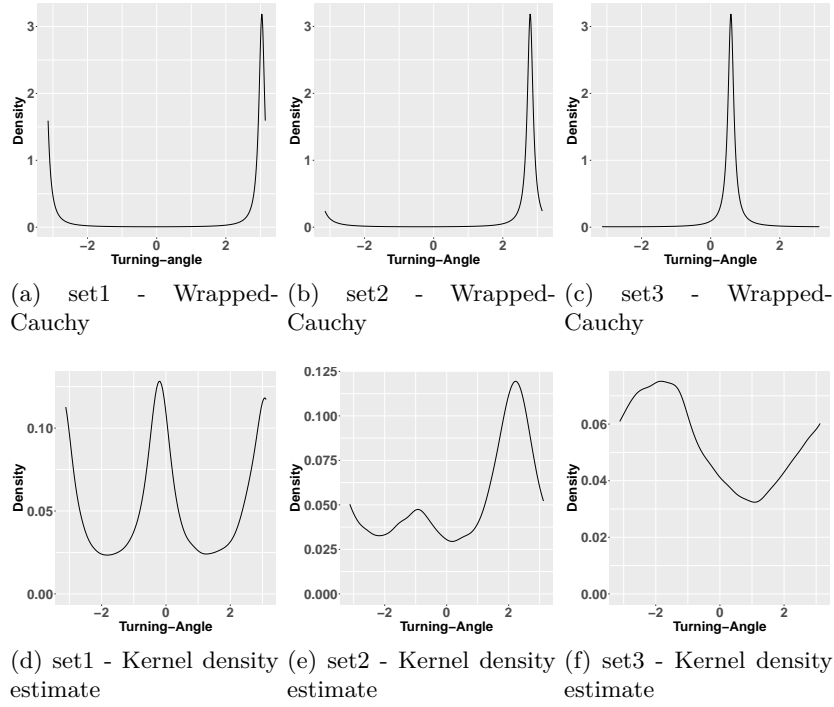 3
2
1
0
Density
−2 0 2
Turning−angle
(a) set1 - Wrapped-
Cauchy
3
2
1
0
Density
−2 0 2
Turning−Angle
(b) set2 - Wrapped-
Cauchy
3
2
1
0
Density
−2 0 2
Turning−Angle
(c) set3 - Wrapped-
Cauchy
0.10
0.05
0.00
Density
−2 0 2
Turning−Angle
(d) set1 - Kernel density
estimate
0.125
0.100
0.075
0.050
0.025
0.000
Density
−2 0 2
Turning−Angle
(e) set2 - Kernel density
estimate
0.06
0.04
0.02
0.00
Density
−2 0 2
Turning−Angle
(f) set3 - Kernel density
estimate